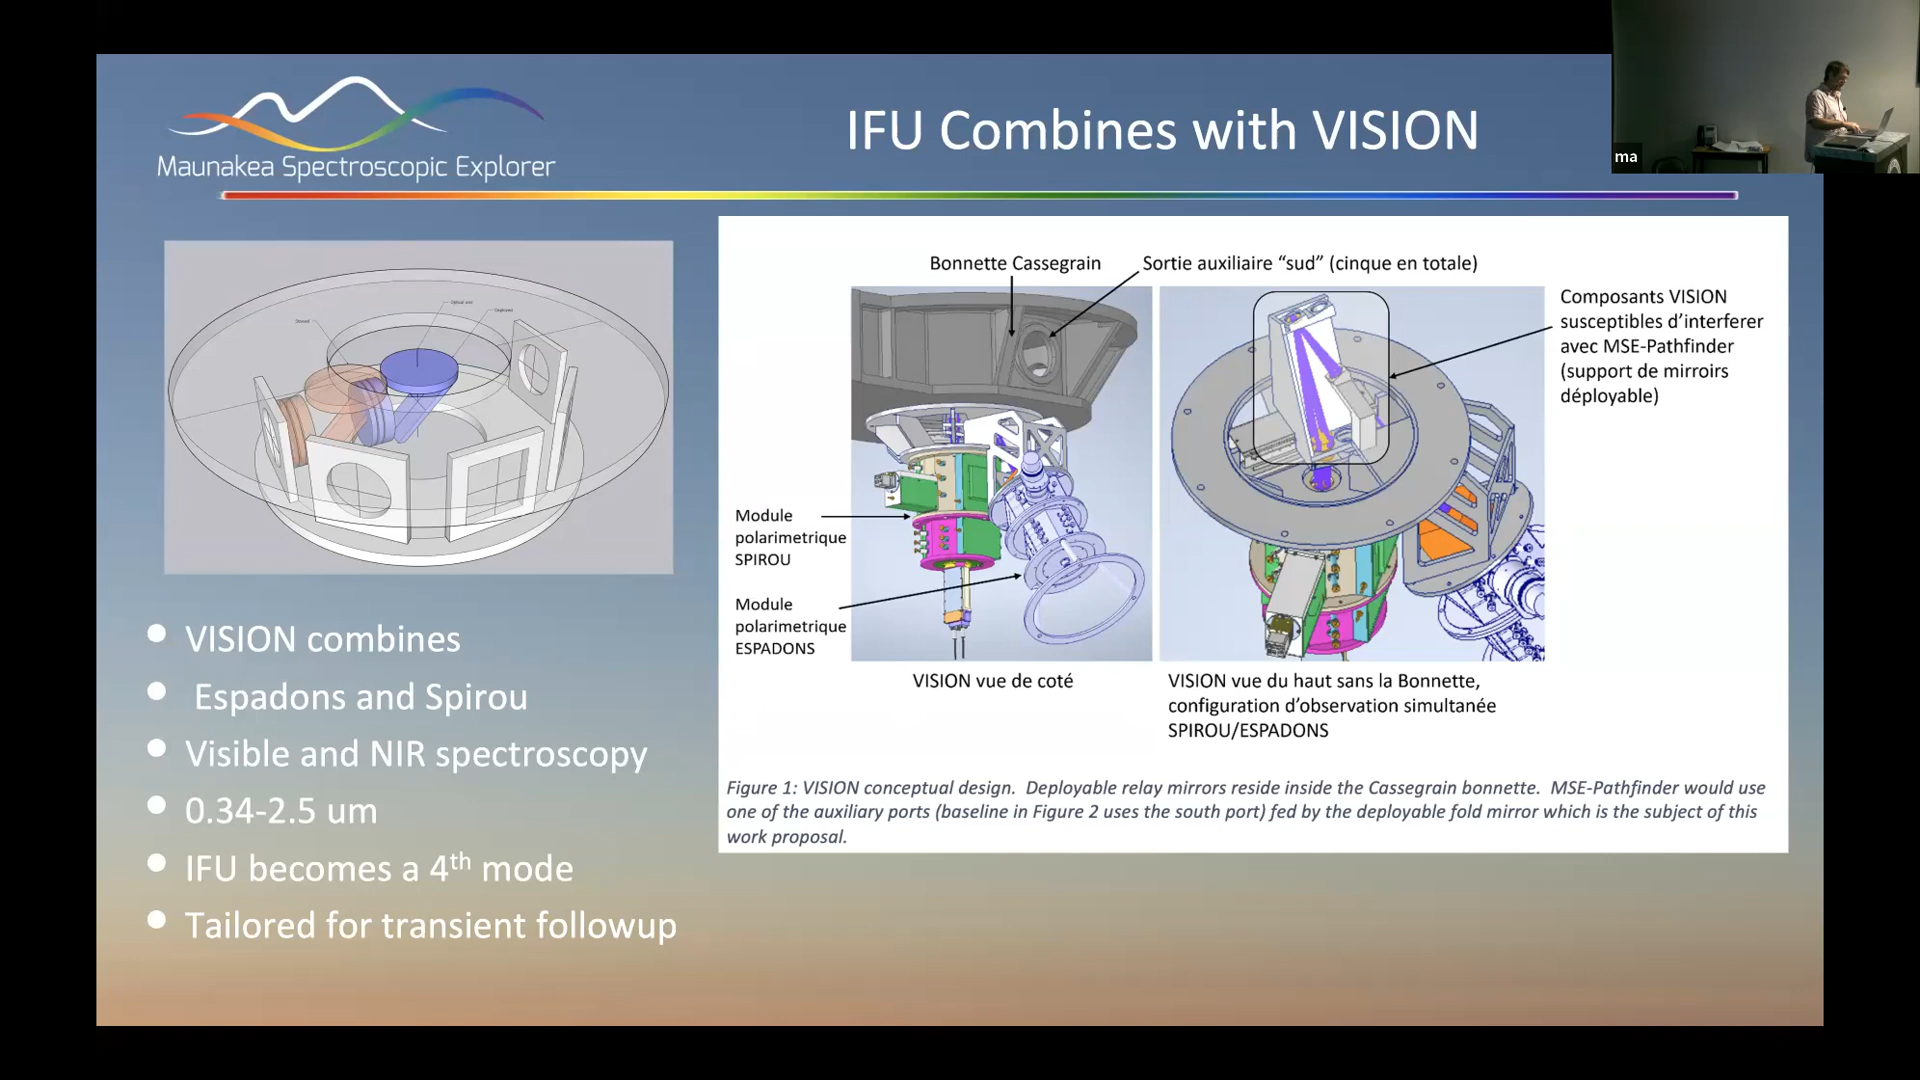 ma
Maunakea Spectroscopic Explorer
IFU Combines with VISION
Optical axis
Deployed
Stowed
VISION combines
Espadons and Spirou
Visible and NIR spectroscopy
0.34-2.5 um
IFU becomes a 4th mode
Tailored for transient followup
Bonnette Cassegrain
Sortie auxiliaire “sud” (cinque en totale)
Composants VISION
susceptibles d’interferer
avec MSE-Pathfinder
(support de mirroirs
déployable)
Module
polarimetrique
SPIROU
Module
polarimetrique
ESPADONS
VISION vue de coté
VISION vue du haut sans la Bonnette,
configuration d’observation simultanée
SPIROU/ESPADONS
Figure 1: VISION conceptual design. Deployable relay mirrors reside inside the Cassegrain bonnette. MSE-Pathfinder would use
one of the auxiliary ports (baseline in Figure 2 uses the south port) fed by the deployable fold mirror which is the subject of this
work proposal.